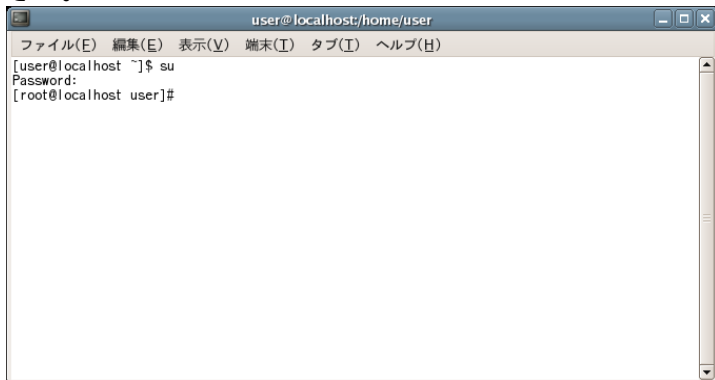 user@localhost:/home/user
ファイル(F) 編集(E) 表示(V) 端末(T) タブ(T) ヘルプ(H)
[user@localhost ~]$ su
Password:
[root@localhost user]#